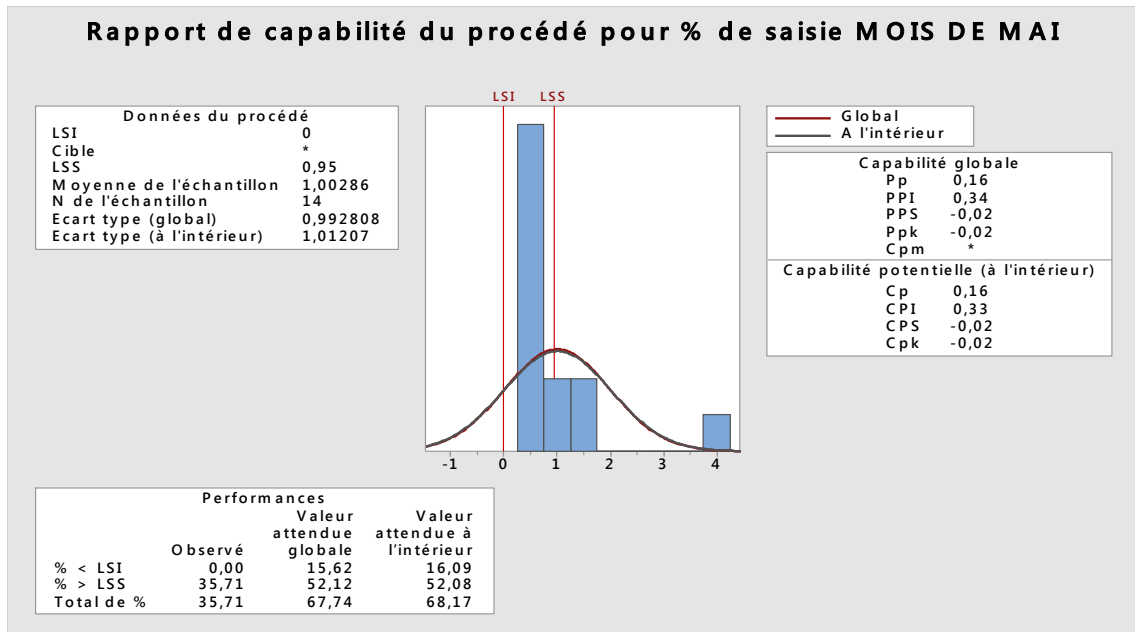 Rapport de capabilité du procédé pour % de saisie MOIS DE MAI
LSI LSS
Données du procédé
LSI 0
Cible *
LSS 0,95
Moyenne de l'échantillon 1,00286
N de l'échantillon 14
Ecart type (global) 0,992808
Ecart type (à l'intérieur) 1,01207
Global
A l'intérieur
Capabilité globale
Pp 0,16
PPI 0,34
PPS -0,02
Ppk -0,02
Cpm *
Capabilité potentielle (à l'intérieur)
Cp 0,16
CPI 0,33
CPS -0,02
Cpk -0,02
-1 0 1 2 3 4
Performances
Valeur Valeur
attendue attendue à
Observé globale l'intérieur
% < LSI 0,00 15,62 16,09
% > LSS 35,71 52,12 52,08
Total de % 35,71 67,74 68,17